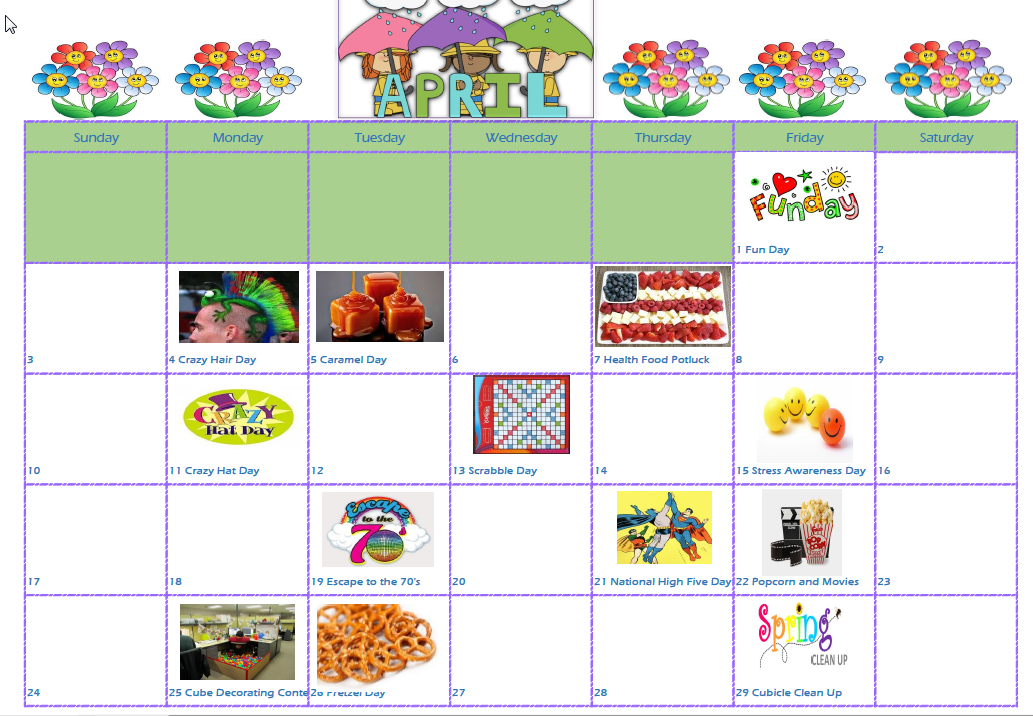 APRIL
Sunday Monday Tuesday Wednesday Thursday Friday Saturday
Funday
1 Fun Day 2
3 4 Crazy Hair Day 5 Caramel Day 6 7 Health Food Potluck 8 9
CRAZY
Hat Day
10 11 Crazy Hat Day 12 13 Scrabble Day 14 15 Stress Awareness Day 16
Escape
to the
70
POP
CORN
17 18 19 Escape to the 70's 20 21 National High Five Day 22 Popcorn and Movies 23
Spring
CLEAN UP
24 25 Cube Decorating Conte 26 Pretzel Day 27 28 29 Cubicle Clean Up